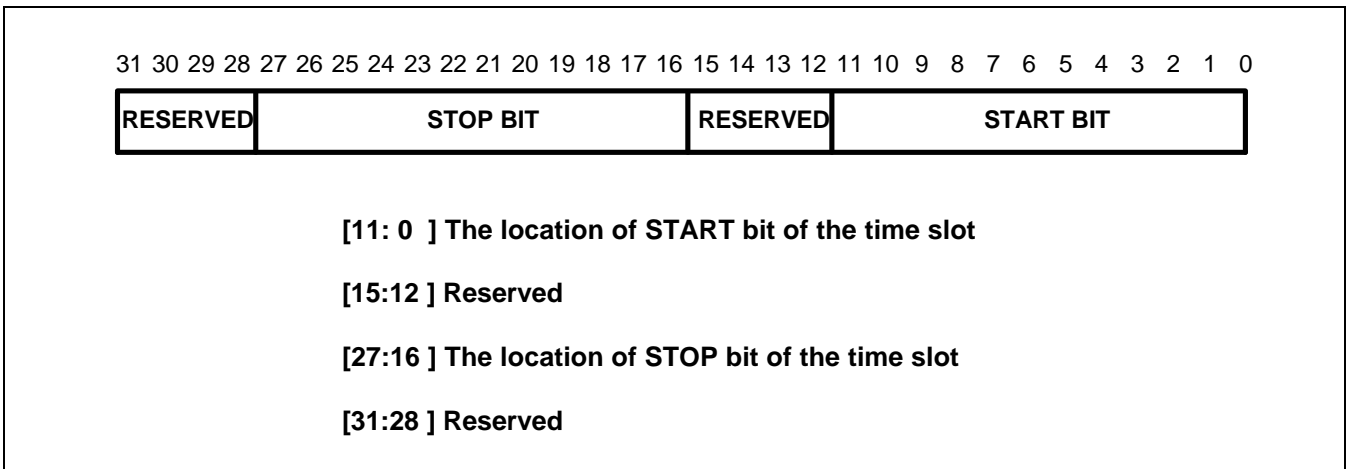 31 30 29 28 27 26 25 24 23 22 21 20 19 18 17 16 15 14 13 12 11 10 9 8 7 6 5 4 3 2 1 0
RESERVED STOP BIT RESERVED START BIT
[11: 0 ] The location of START bit of the time slot
[15:12 ] Reserved
[27:16 ] The location of STOP bit of the time slot
[31:28 ] Reserved